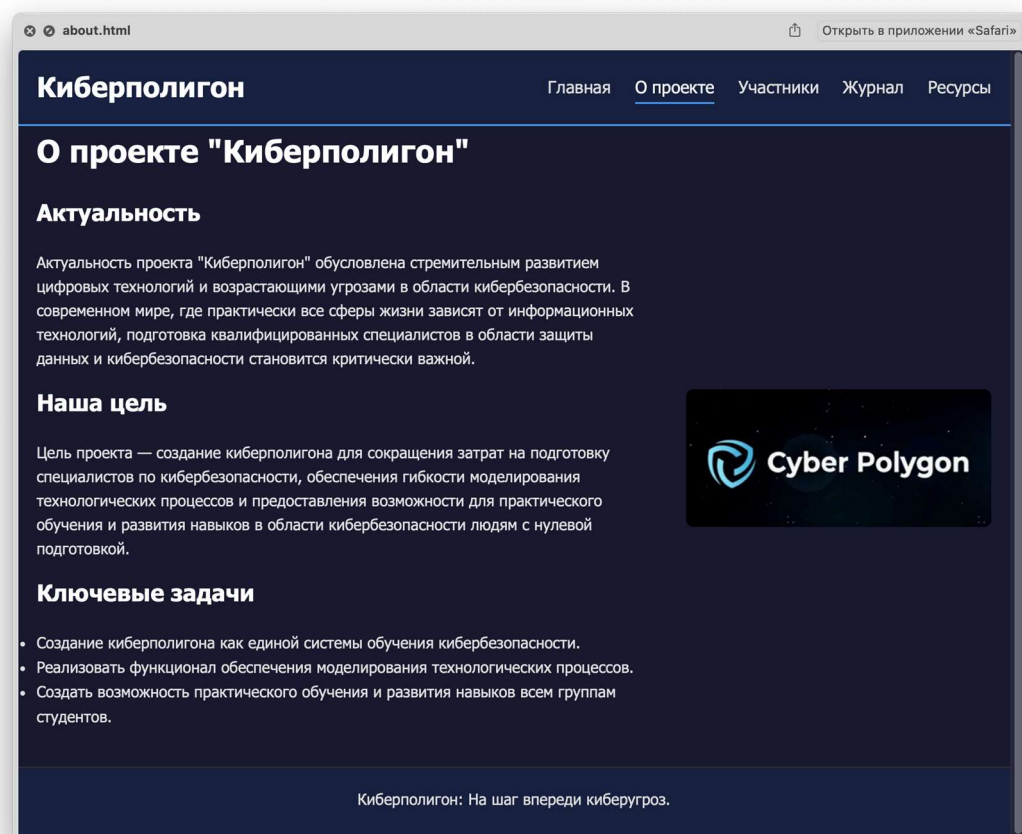 about.html
Открыть в приложении «Safari»
Киберполигон
Главная О проекте Участники Журнал Ресурсы
О проекте "Киберполигон"
Актуальность
Актуальность проекта "Киберполигон" обусловлена стремительным развитием
цифровых технологий и возрастающими угрозами в области кибербезопасности. В
современном мире, где практически все сферы жизни зависят от информационных
технологий, подготовка квалифицированных специалистов в области защиты
данных и кибербезопасности становится критически важной.
Наша цель
Цель проекта — создание киберполигона для сокращения затрат на подготовку
специалистов по кибербезопасности, обеспечения гибкости моделирования
технологических процессов и предоставления возможности для практического
обучения и развития навыков в области кибербезопасности людям с нулевой
подготовкой.
Cyber Polygon
Ключевые задачи
• Создание киберполигона как единой системы обучения кибербезопасности.
• Реализовать функционал обеспечения моделирования технологических процессов.
• Создать возможность практического обучения и развития навыков всем группам
студентов.
Киберполигон: На шаг впереди киберугроз.